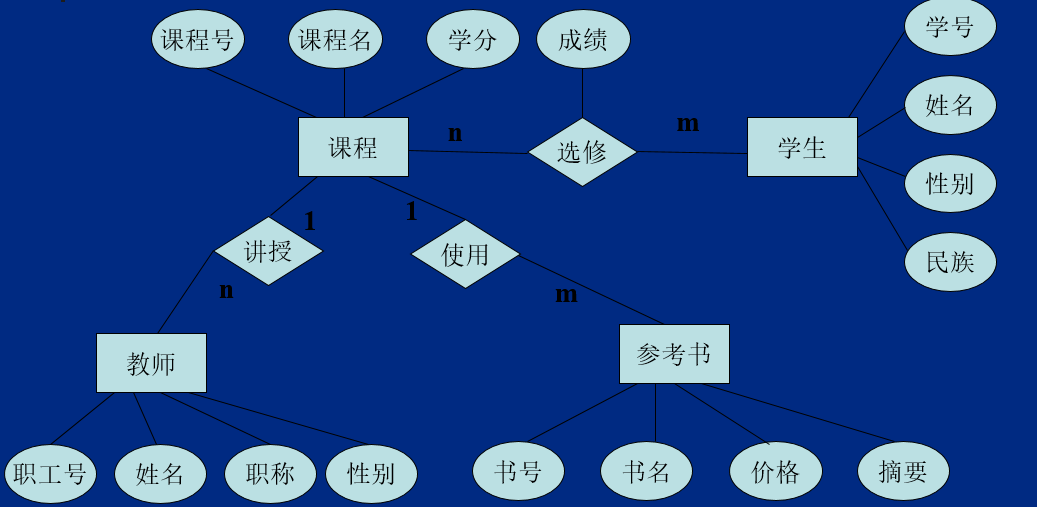 课程号
课程名
学分
成绩
学号
姓名
性别
民族
课程
n
选修
m
学生
讲授
1
n
1
使用
m
教师
参考书
职工号
姓名
职称
性别
书号
书名
价格
摘要